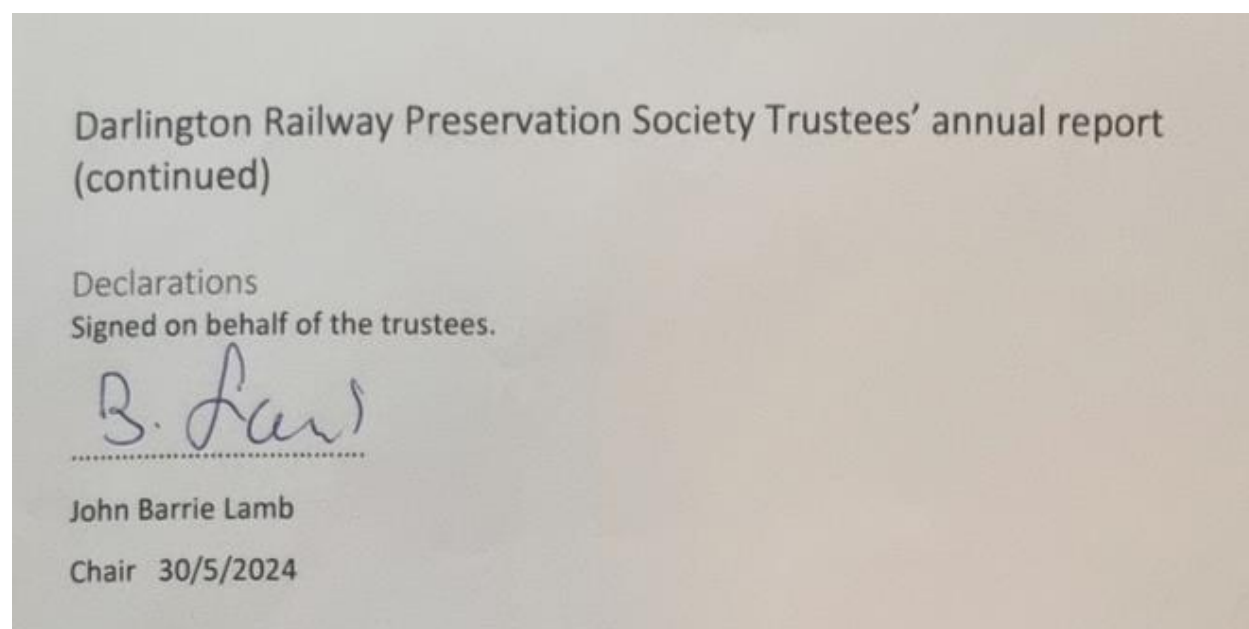 Darlington Railway Preservation Society Trustees’ annual report
(continued)
Declarations
Signed on behalf of the trustees.
B. Lamb
John Barrie Lamb
Chair 30/5/2024